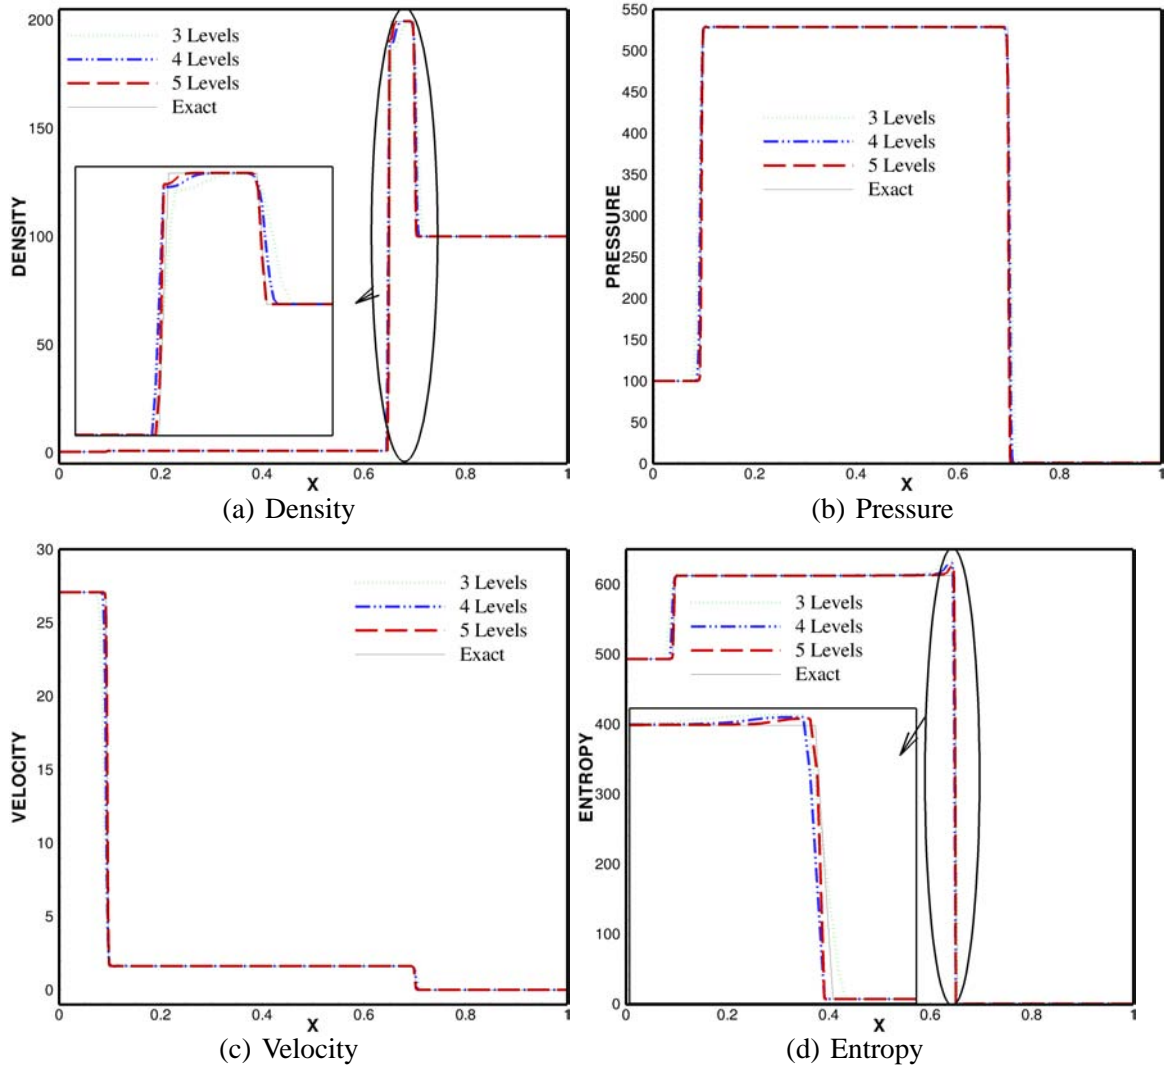 200
150
100
50
0
DENSITY
3 Levels
4 Levels
5 Levels
Exact
0 0.2 0.4 0.6 0.8 1
X
(a) Density
550
500
450
400
350
300
250
200
150
100
50
0
PRESSURE
3 Levels
4 Levels
5 Levels
Exact
0 0.2 0.4 0.6 0.8 1
X
(b) Pressure
30
25
20
15
10
5
0
VELOCITY
3 Levels
4 Levels
5 Levels
Exact
0 0.2 0.4 0.6 0.8 1
X
(c) Velocity
600
500
400
300
200
100
0
ENTROPY
3 Levels
4 Levels
5 Levels
Exact
0 0.2 0.4 0.6 0.8 1
X
(d) Entropy